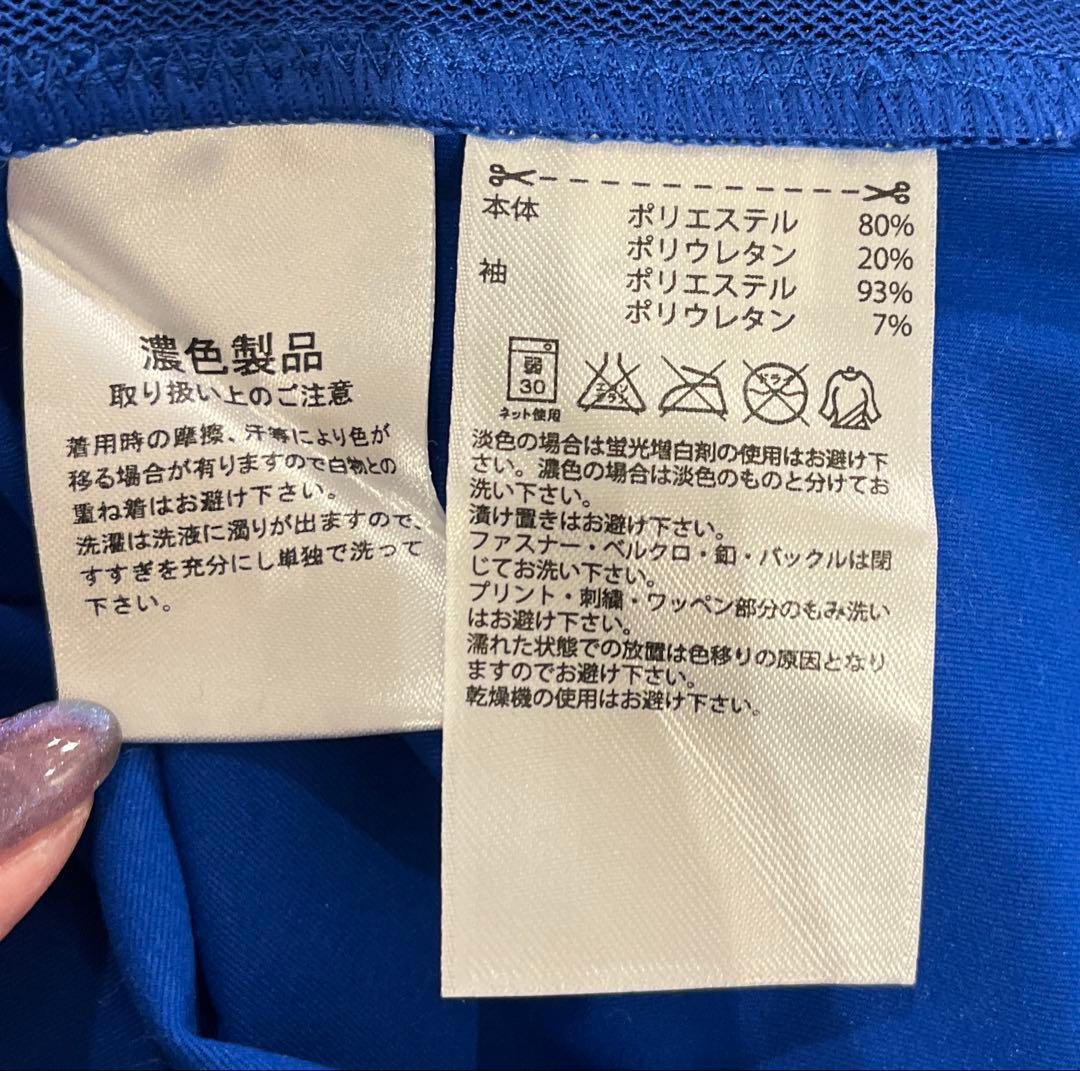 濃色製品
取り扱い上のご注意
着用時の摩擦、汗等により色が
移る場合が有りますので白物との
重ね着はお避け下さい。
洗濯は洗液に濁りが出ますので、
すすぎを充分にし単独で洗って
下さい。
本体 ポリエステル 80%
ポリウレタン 20%
袖 ポリエステル 93%
ポリウレタン 7%
弱
30
ネット使用
エンソ
サラシ
ドライ
淡色の場合は蛍光増白剤の使用はお避け下
さい。濃色の場合は淡色のものと分けてお
洗い下さい。
漬け置きはお避け下さい。
ファスナー・ベルクロ・釦・バックルは閉
じてお洗い下さい。
プリント・刺繍・ワッペン部分のもみ洗い
はお避け下さい。
濡れた状態での放置は色移りの原因となり
ますのでお避け下さい。
乾燥機の使用はお避け下さい。